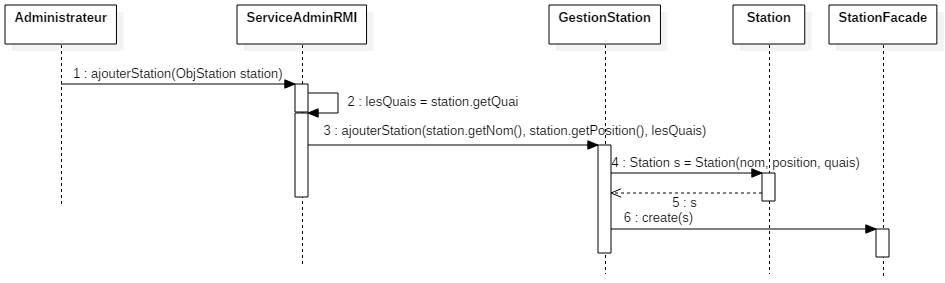 Administrateur
ServiceAdminRMI
GestionStation
Station
StationFacade
1 : ajouterStation(ObjStation station)
2 : lesQuais = station.getQuai
3 : ajouterStation(station.getNom(), station.getPosition(), lesQuais)
4 : Station s = Station(nom, position, quais)
5 : s
6 : create(s)